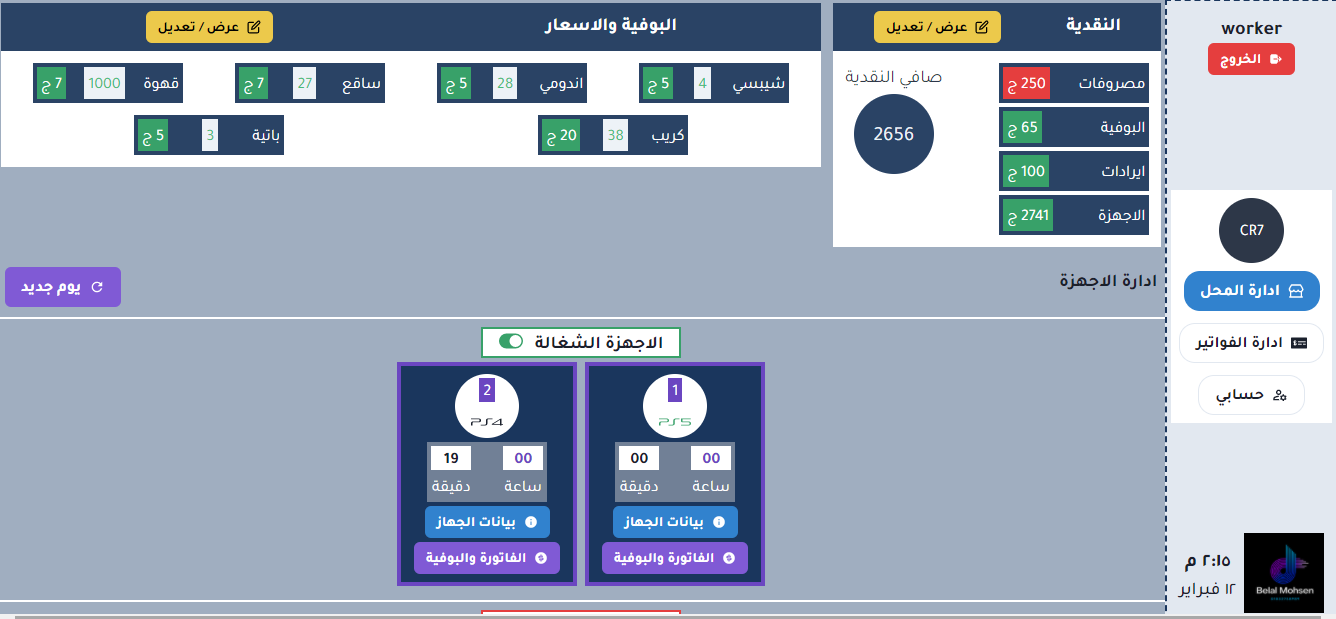 worker
الخروج
CR7
ادارة المحل
ادارة الفواتير
حسابي
٢:١٥ م
١٢ فبراير
Belal Mohsen
النقدية
عرض / تعديل
مصروفات 250 ج
البوفية 65 ج
ايرادات 100 ج
الاجهزة 2741 ج
صافي النقدية
2656
البوفية والاسعار
عرض / تعديل
شيبسي 4 5 ج
اندومي 28 5 ج
ساقع 27 7 ج
قهوة 1000 7 ج
كريب 38 20 ج
باتية 3 5 ج
ادارة الاجهزة
يوم جديد
الاجهزة الشغالة
1
PS5
00 00
ساعة دقيقة
بيانات الجهاز
الفاتورة والبوفية
2
PS4
00 19
ساعة دقيقة
بيانات الجهاز
الفاتورة والبوفية